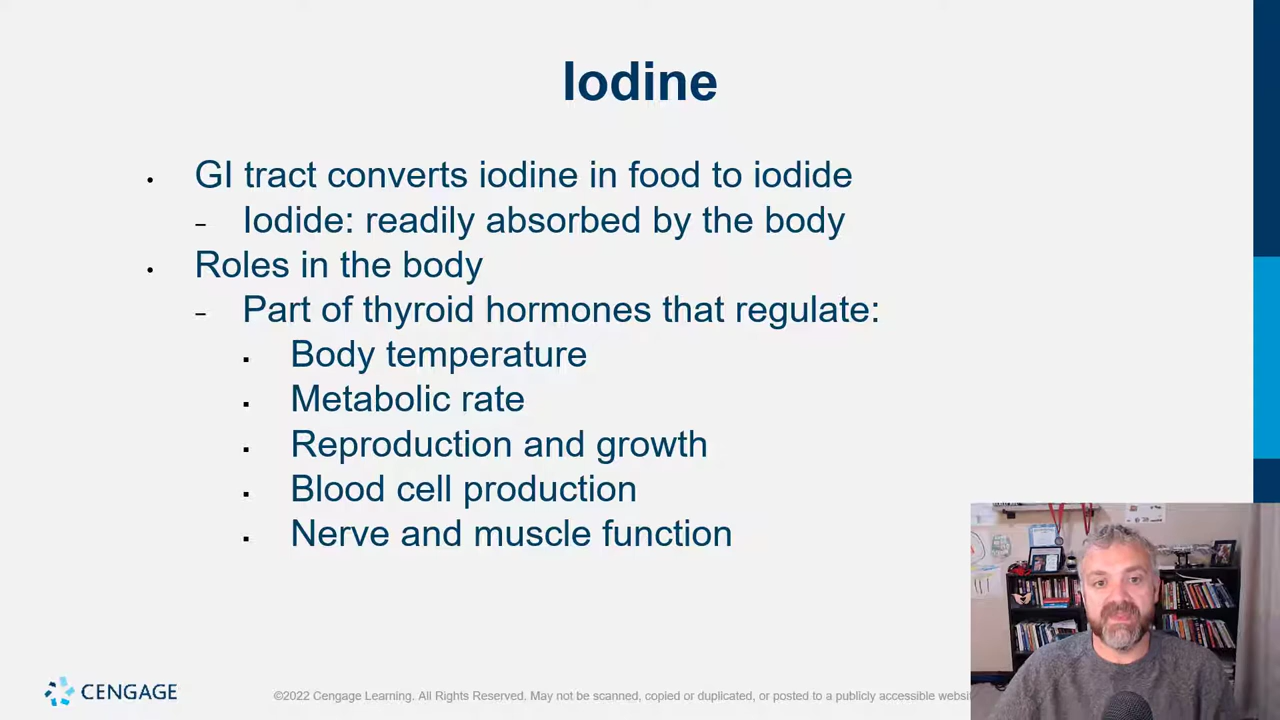 Iodine
• GI tract converts iodine in food to iodide
– Iodide: readily absorbed by the body
• Roles in the body
– Part of thyroid hormones that regulate:
▪ Body temperature
▪ Metabolic rate
▪ Reproduction and growth
▪ Blood cell production
▪ Nerve and muscle function
CENGAGE
©2022 Cengage Learning. All Rights Reserved. May not be scanned, copied or duplicated, or posted to a publicly accessible